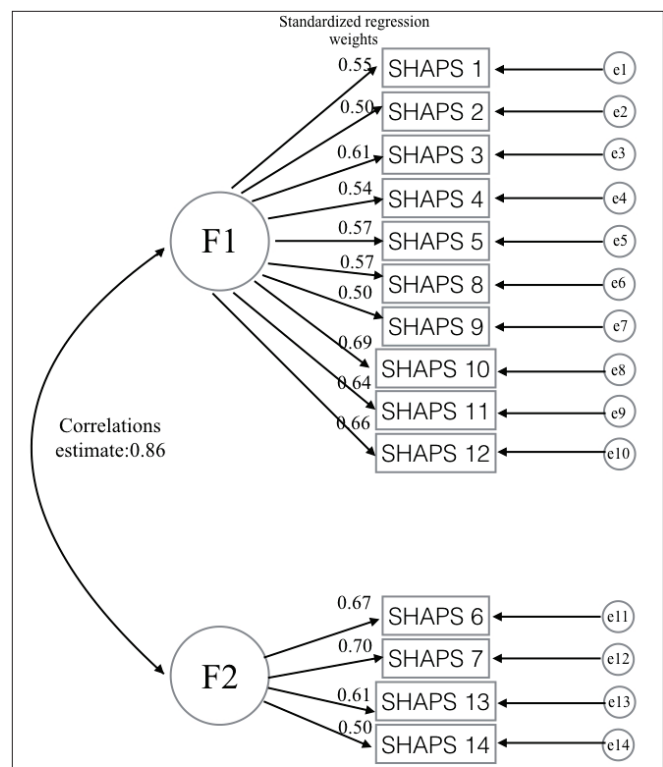 Standardized regression
weights
0.55 SHAPS 1 e1
0.50 SHAPS 2 e2
0.61 SHAPS 3 e3
0.54 SHAPS 4 e4
F1
0.57 SHAPS 5 e5
0.57 SHAPS 8 e6
0.50 SHAPS 9 e7
0.69 SHAPS 10 e8
0.64 SHAPS 11 e9
0.66 SHAPS 12 e10
Correlations
estimate:0.86
0.67 SHAPS 6 e11
0.70 SHAPS 7 e12
F2
0.61 SHAPS 13 e13
0.50 SHAPS 14 e14